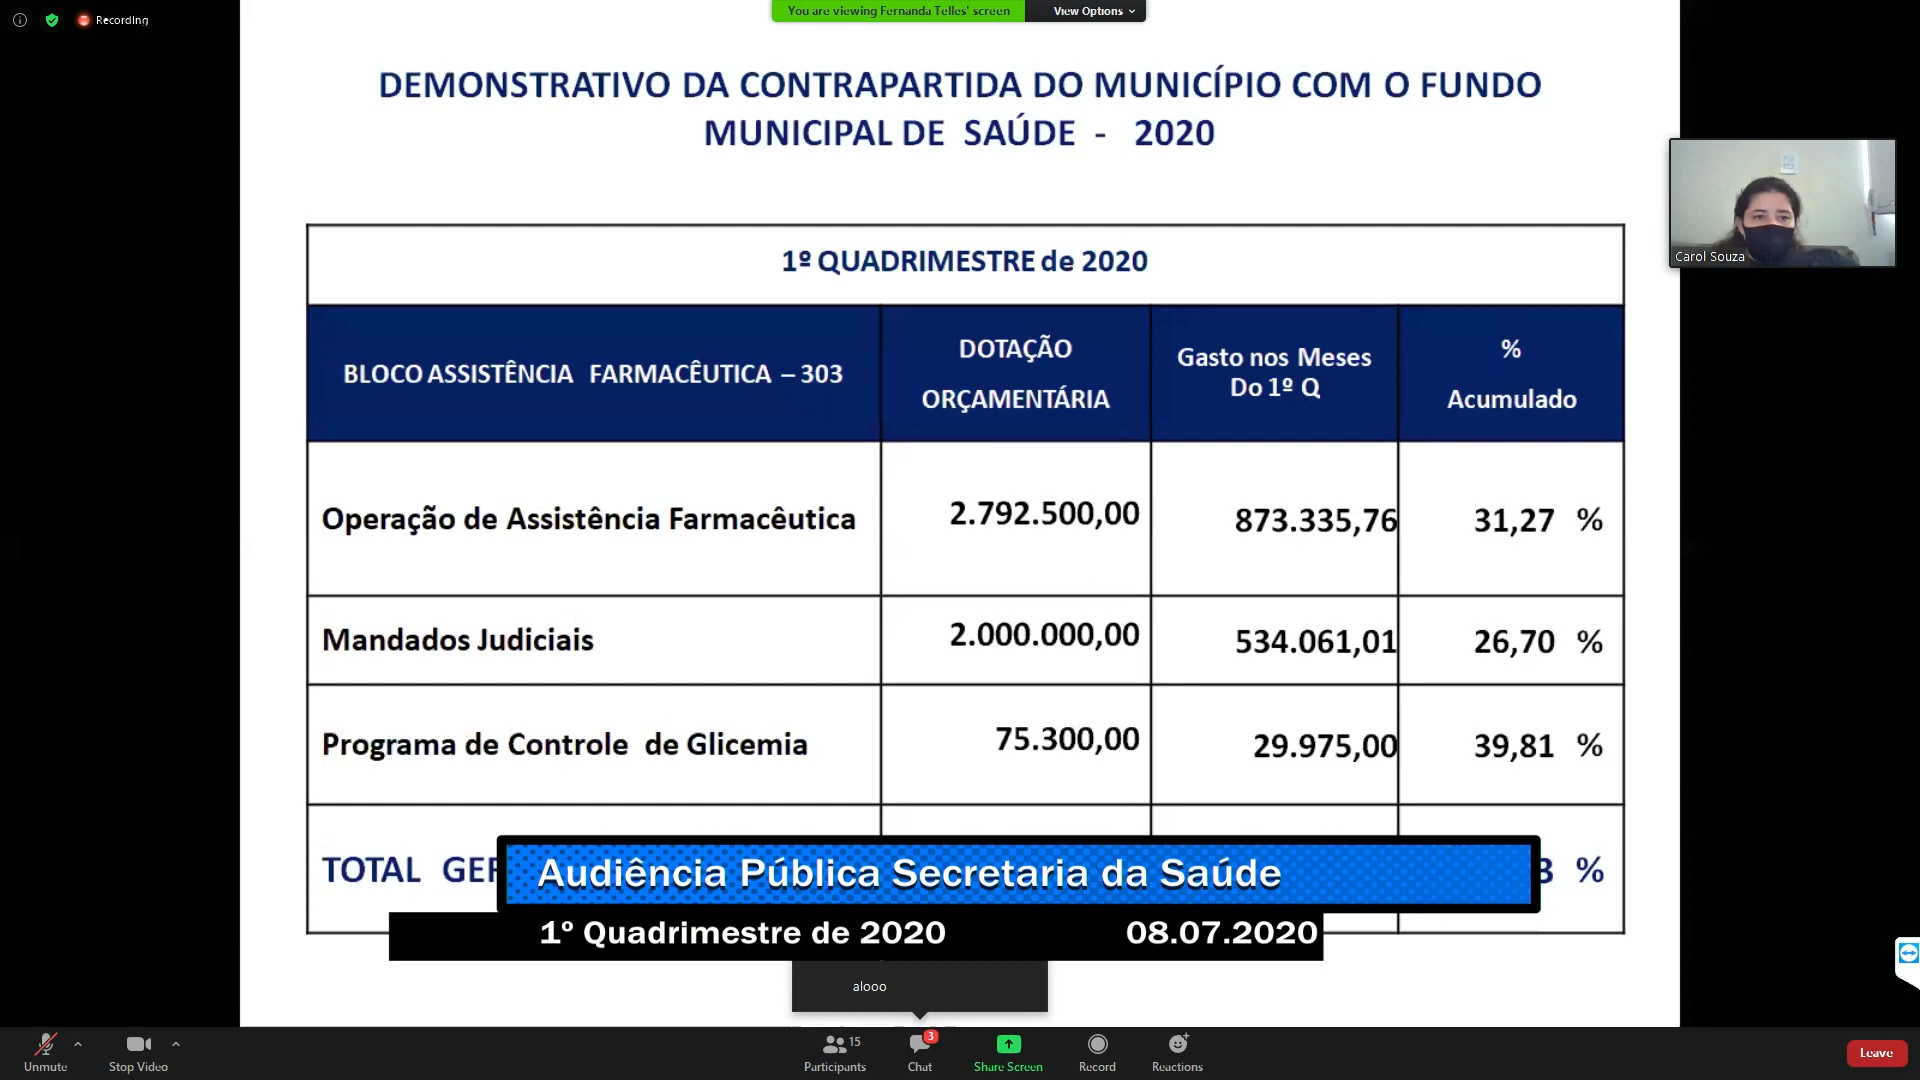 Recording
You are viewing Fernanda Telles' screen
View Options
DEMONSTRATIVO DA CONTRAPARTIDA DO MUNICÍPIO COM O FUNDO
MUNICIPAL DE SAÚDE - 2020
Carol Souza
1º QUADRIMESTRE de 2020
BLOCO ASSISTÊNCIA FARMACÊUTICA – 303
DOTAÇÃO
ORÇAMENTÁRIA
Gasto nos Meses
Do 1º Q
%
Acumulado
Operação de Assistência Farmacêutica
2.792.500,00
873.335,76
31,27 %
Mandados Judiciais
2.000.000,00
534.061,01
26,70 %
Programa de Controle de Glicemia
75.300,00
29.975,00
39,81 %
TOTAL
%
Audiência Pública Secretaria da Saúde
1º Quadrimestre de 2020 08.07.2020
alooo
Unmute
Stop Video
15
Participants
3
Chat
Share Screen
Record
Reactions
Leave